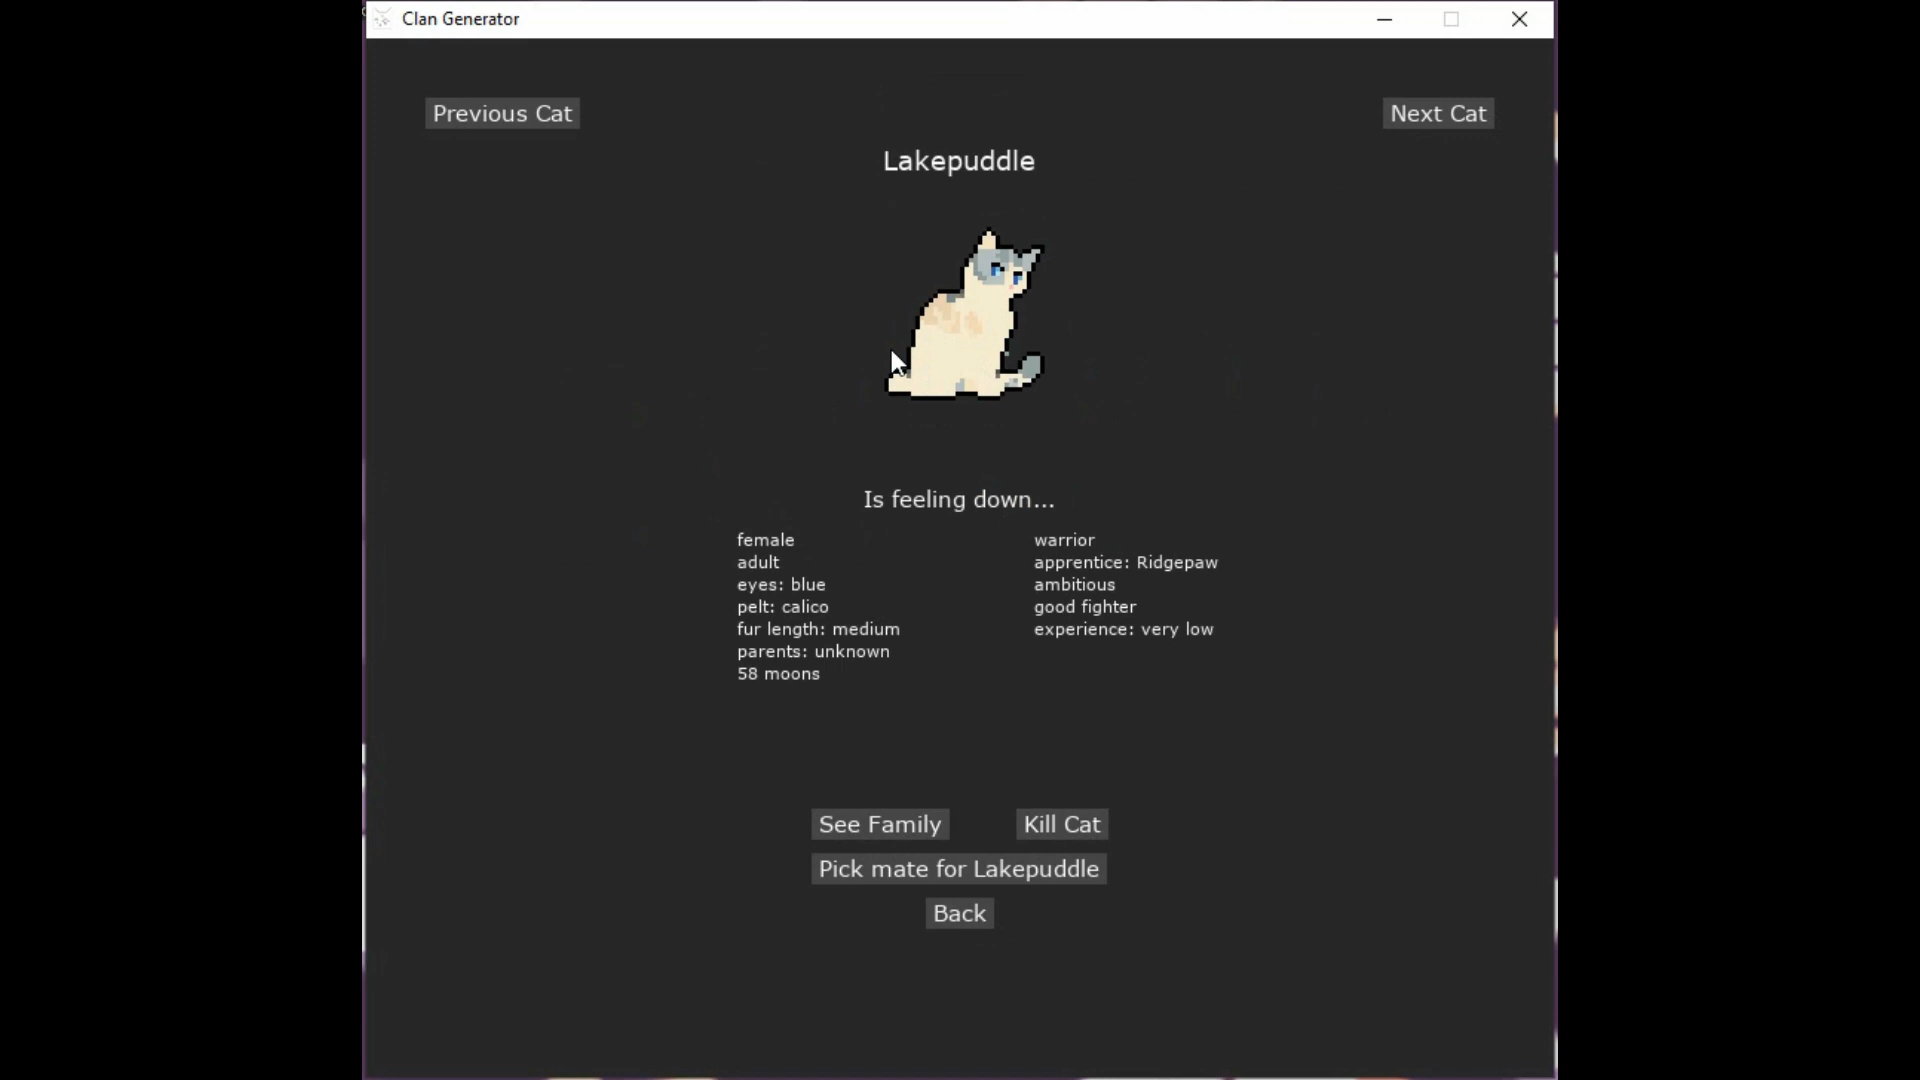 Clan Generator
Previous Cat
Next Cat
Lakepuddle
Is feeling down...
female
adult
eyes: blue
pelt: calico
fur length: medium
parents: unknown
58 moons
warrior
apprentice: Ridgepaw
ambitious
good fighter
experience: very low
See Family
Kill Cat
Pick mate for Lakepuddle
Back